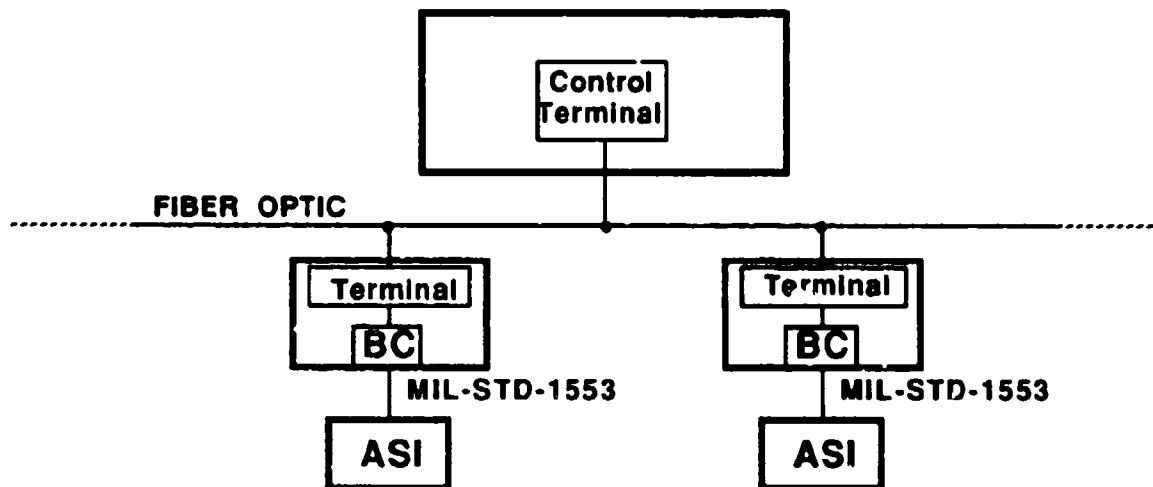 Control
Terminal
FIBER OPTIC
Terminal
Terminal
BC
BC
MIL-STD-1553
MIL-STD-1553
ASI
ASI